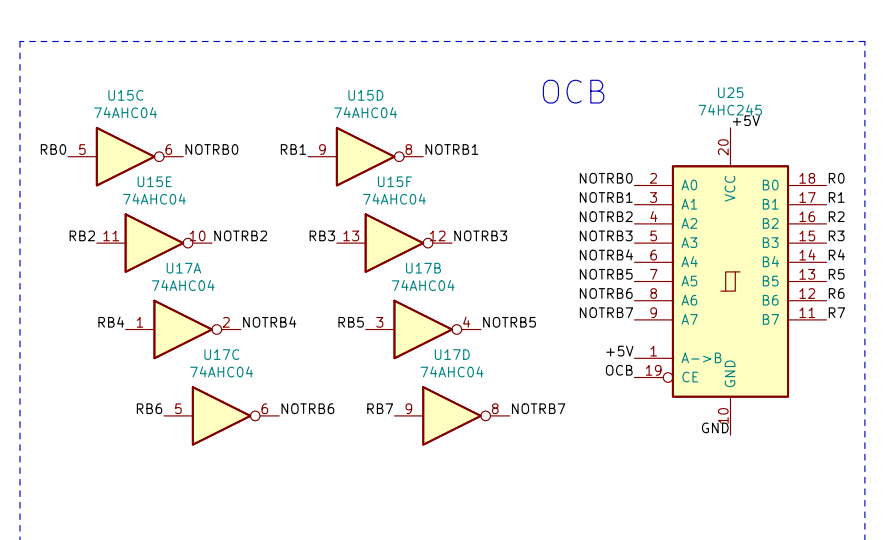 OCB
U15C
74AHC04
RB0 5 6 NOTRB0
U15D
74AHC04
RB1 9 8 NOTRB1
U15E
74AHC04
RB2 11 10 NOTRB2
U15F
74AHC04
RB3 13 12 NOTRB3
U17A
74AHC04
RB4 1 2 NOTRB4
U17B
74AHC04
RB5 3 4 NOTRB5
U17C
74AHC04
RB6 5 6 NOTRB6
U17D
74AHC04
RB7 9 8 NOTRB7
U25
74HC245
+5V
20
VCC
NOTRB0 2 A0 B0 18 R0
NOTRB1 3 A1 B1 17 R1
NOTRB2 4 A2 B2 16 R2
NOTRB3 5 A3 B3 15 R3
NOTRB4 6 A4 B4 14 R4
NOTRB5 7 A5 B5 13 R5
NOTRB6 8 A6 B6 12 R6
NOTRB7 9 A7 B7 11 R7
+5V 1 A->B
OCB 19 CE
GND
10
GND